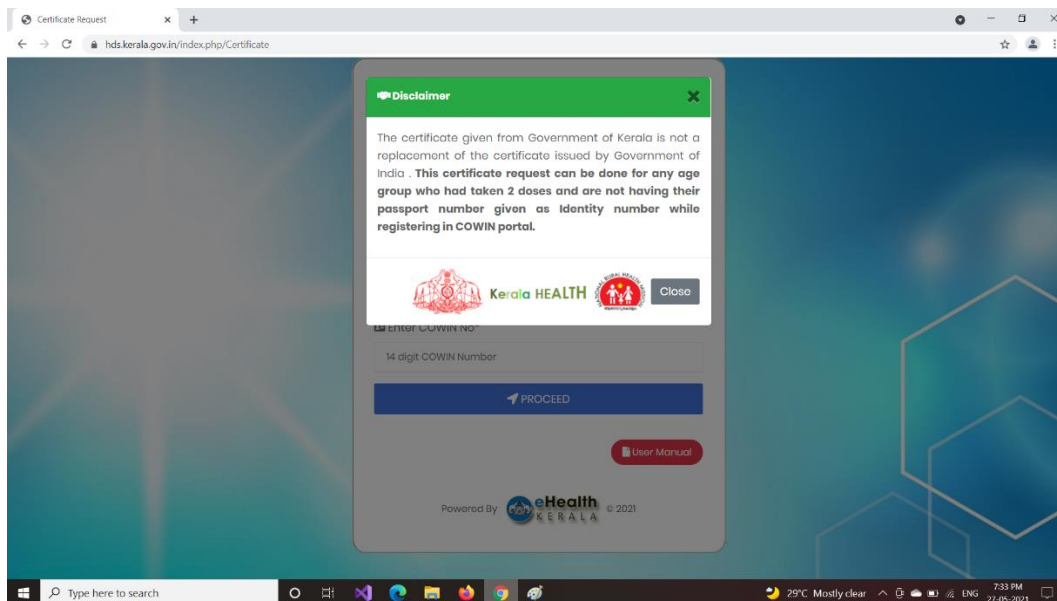 Certificate Request
hds.kerala.gov.in/index.php/Certificate
Disclaimer
The certificate given from Government of Kerala is not a
replacement of the certificate issued by Government of
India . This certificate request can be done for any age
group who had taken 2 doses and are not having their
passport number given as Identity number while
registering in COWIN portal.
Kerala HEALTH
Close
Enter COWIN No*
14 digit COWIN Number
PROCEED
User Manual
Powered By eHealth KERALA © 2021
Type here to search
29°C Mostly clear
ENG
7:33 PM
27-05-2021